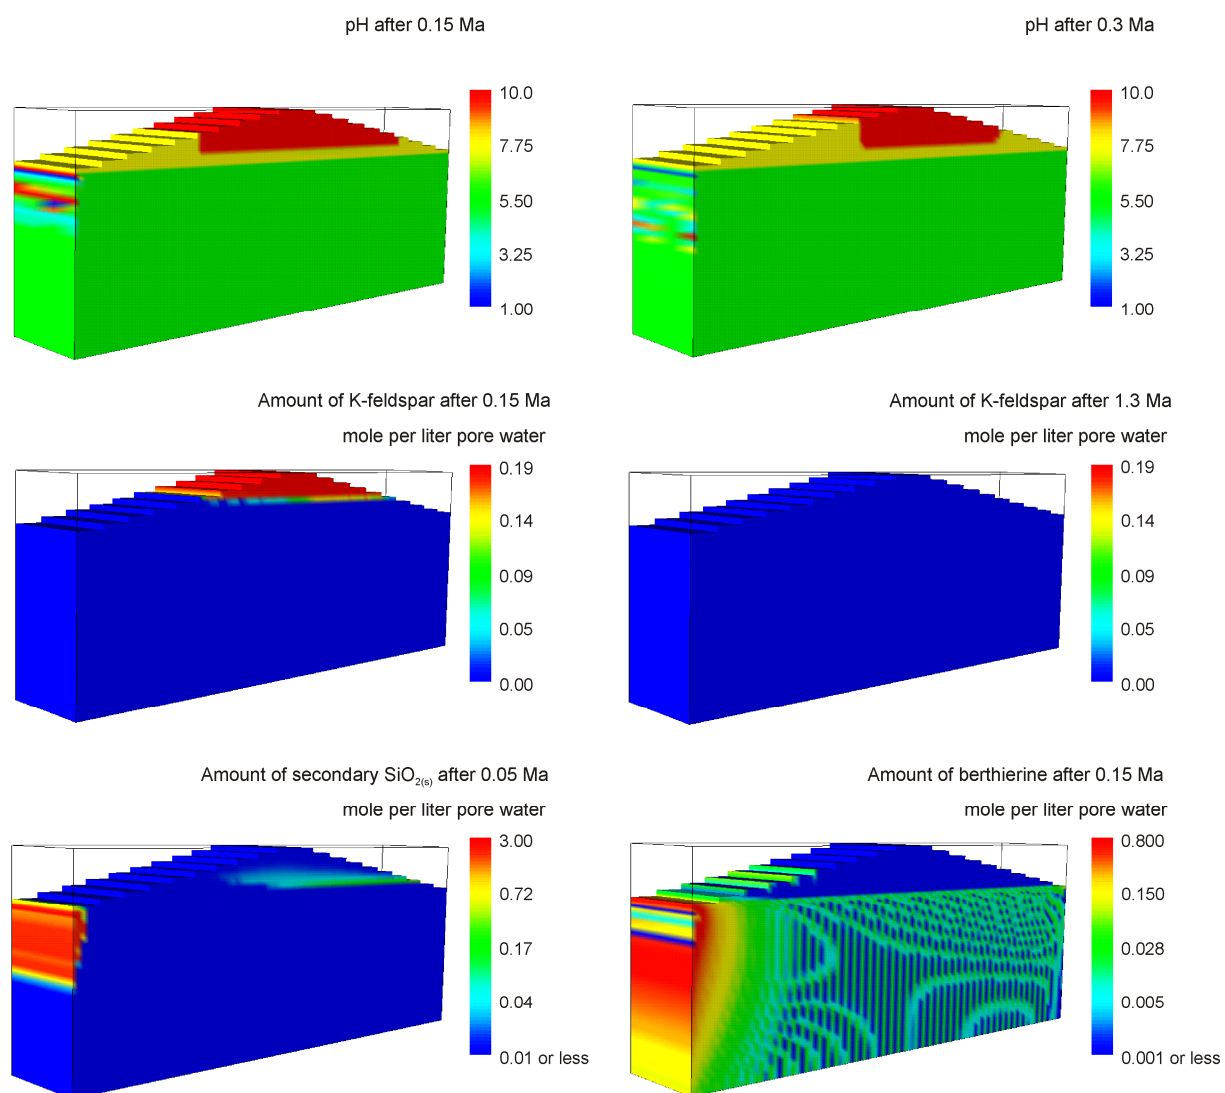 pH after 0.15 Ma
10.0
7.75
5.50
3.25
1.00
pH after 0.3 Ma
10.0
7.75
5.50
3.25
1.00
Amount of K-feldspar after 0.15 Ma
mole per liter pore water
0.19
0.14
0.09
0.05
0.00
Amount of K-feldspar after 1.3 Ma
mole per liter pore water
0.19
0.14
0.09
0.05
0.00
Amount of secondary SiO2(s) after 0.05 Ma
mole per liter pore water
3.00
0.72
0.17
0.04
0.01 or less
Amount of berthierine after 0.15 Ma
mole per liter pore water
0.800
0.150
0.028
0.005
0.001 or less